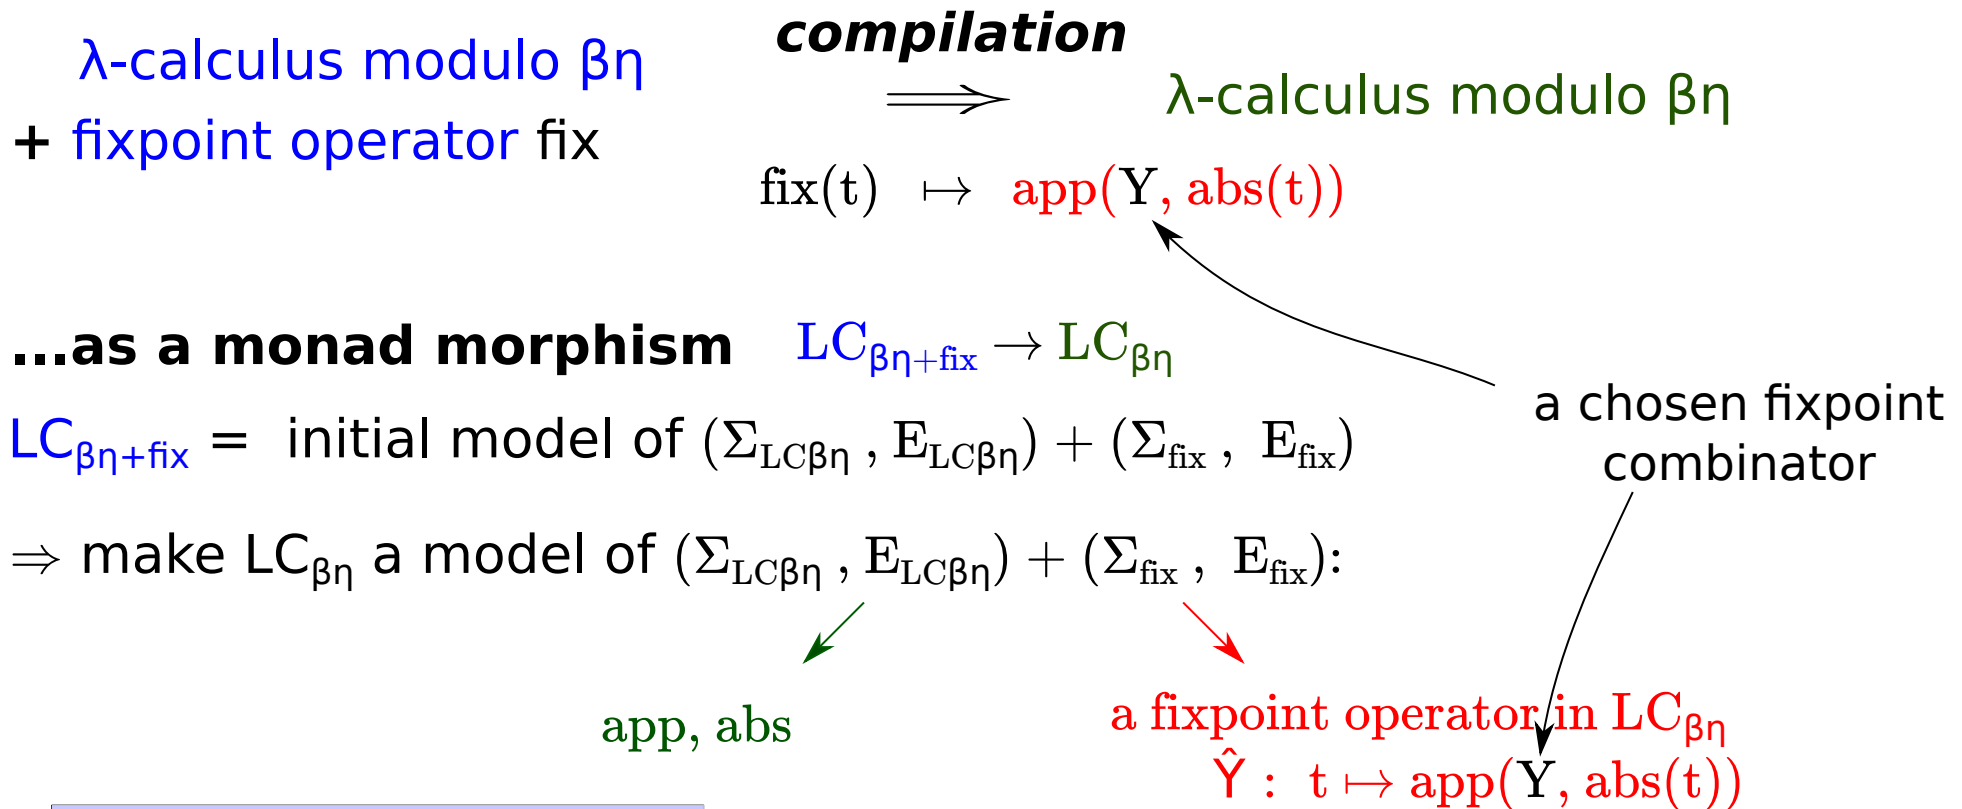 λ-calculus modulo βη
+ fixpoint operator fix
compilation
⟹
λ-calculus modulo βη
fix(t) ↦ app(Y, abs(t))
...as a monad morphism LCβη+fix → LCβη
LCβη+fix = initial model of (ΣLCβη , ELCβη) + (Σfix , Efix)
a chosen fixpoint
combinator
⇒ make LCβη a model of (ΣLCβη , ELCβη) + (Σfix , Efix):
app, abs
a fixpoint operator in LCβη
Ŷ : t ↦ app(Y, abs(t))